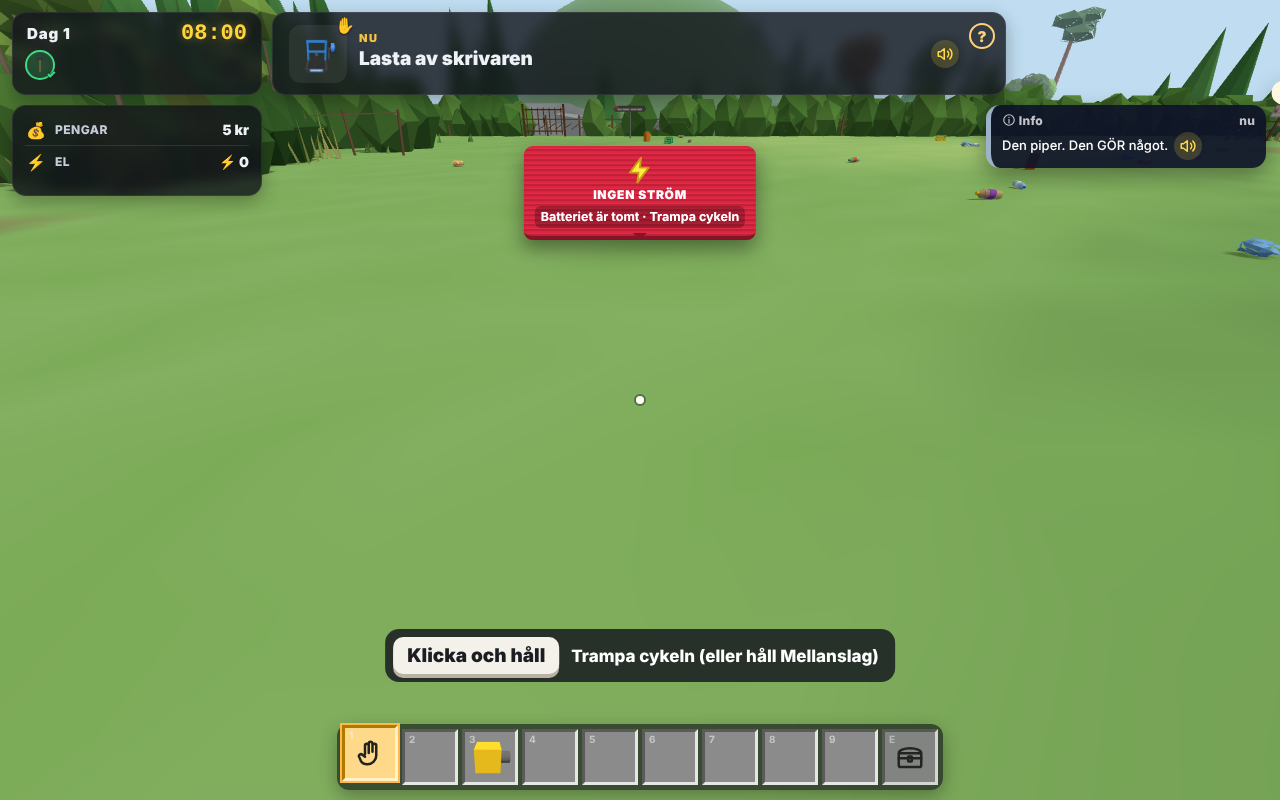 Dag 1
08:00
PENGAR
5 kr
EL
⚡ 0
NU
Lasta av skrivaren
?
Info
nu
Den piper. Den GÖR något.
INGEN STRÖM
Batteriet är tomt · Trampa cykeln
Klicka och håll
Trampa cykeln (eller håll Mellanslag)
1 2 3 4 5 6 7 8 9 E